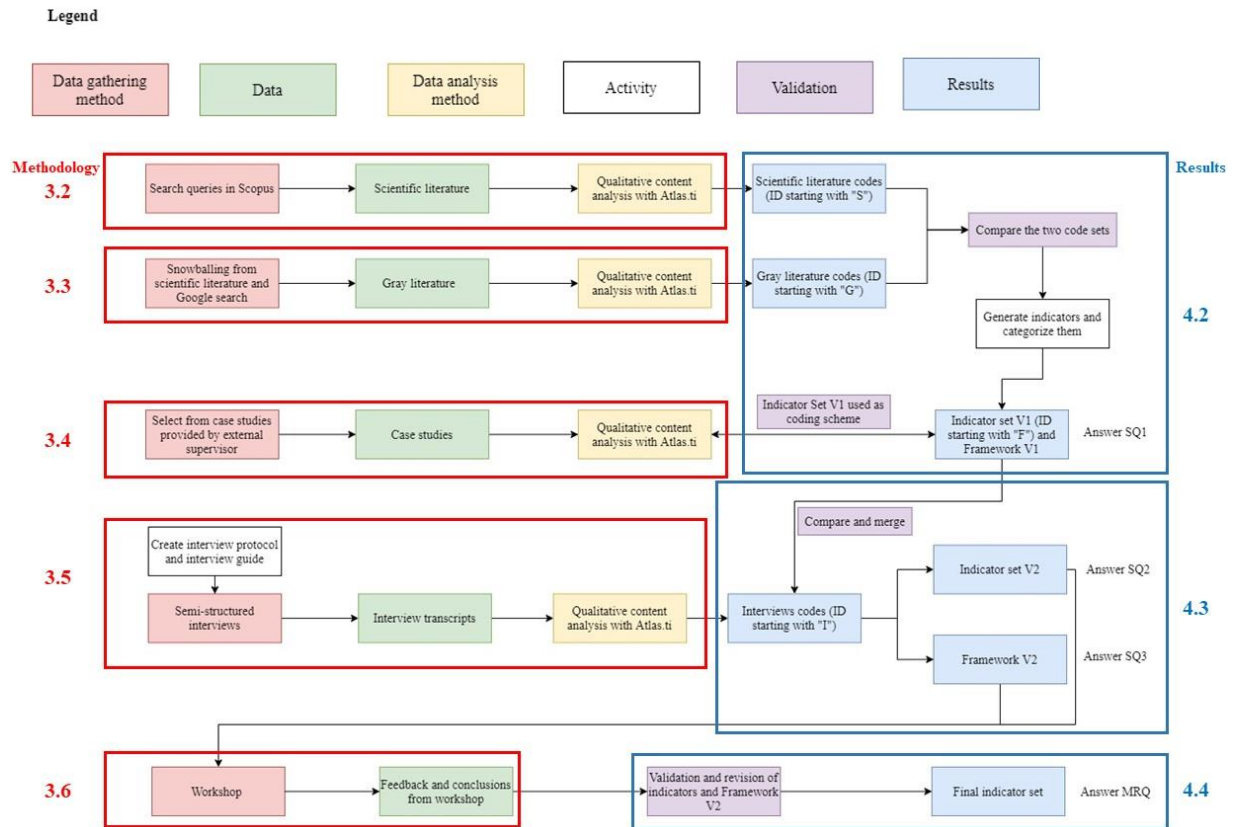 Legend
Data gathering
method
Data
Data analysis
method
Activity
Validation
Results
Methodology
Results
3.2
Search queries in Scopus
Scientific literature
Qualitative content
analysis with Atlas.ti
Scientific literature codes
(ID starting with "S")
Compare the two code sets
3.3
Snowballing from
scientific literature and
Google search
Gray literature
Qualitative content
analysis with Atlas.ti
Gray literature codes (ID
starting with "G")
Generate indicators and
categorize them
4.2
3.4
Select from case studies
provided by external
supervisor
Case studies
Qualitative content
analysis with Atlas.ti
Indicator Set V1 used as
coding scheme
Indicator set V1 (ID
starting with "F") and
Framework V1
Answer SQ1
3.5
Create interview protocol
and interview guide
Semi-structured
interviews
Interview transcripts
Qualitative content
analysis with Atlas.ti
Compare and merge
Interviews codes (ID
starting with "I")
Indicator set V2
Answer SQ2
Framework V2
Answer SQ3
4.3
3.6
Workshop
Feedback and conclusions
from workshop
Validation and revision of
indicators and Framework
V2
Final indicator set
Answer MRQ
4.4